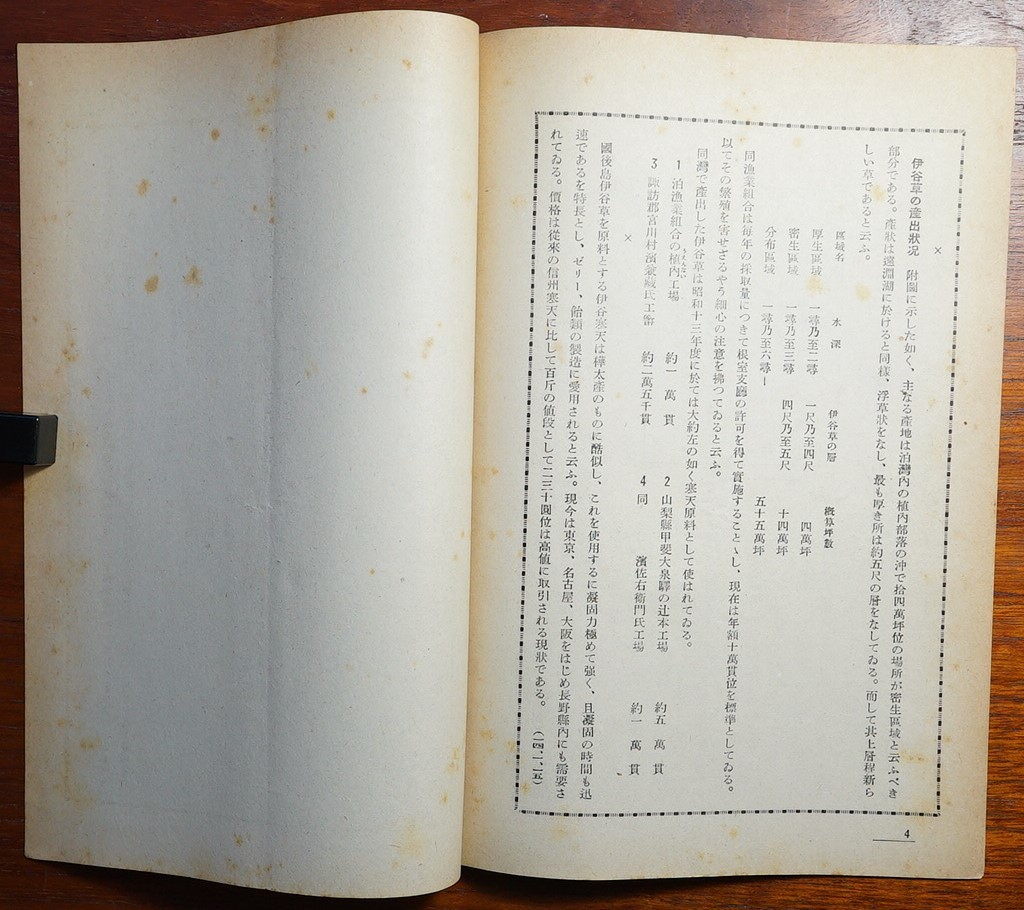 ×
伊谷草の産出狀况　附圖に示した如く、主なる產地は泊灣內の植內部落の沖で拾四萬坪位の場所が密生區域と云ふべき
部分である。產狀は遠淵湖に於けると同樣、浮草狀をなし、最も厚き所は約五尺の層をなしてゐる。而して其上層程新ら
しい草であると云ふ。
區域名　水深　伊谷草の層　槪算坪數
厚生區域　一尋乃至二尋　一尺乃至四尺　四萬坪
密生區域　一尋乃至三尋　四尺乃至五尺　十四萬坪
分布區域　一尋乃至六尋　ー　五十五萬坪
同漁業組合は每年の採取量につきて根室支廳の許可を得て實施することゝし、現在は年額十萬貫位を標準としてゐる。
以てその繁殖を害せざるやう細心の注意を拂つてゐると云ふ。
同灣で產出した伊谷草は昭和十三年度に於ては大約左の如く寒天原料として使はれてゐる。
1　泊漁業組合の植內工場　約一萬貫　2　山梨縣甲斐大泉驛の辻本工場　約五萬貫
3　諏訪郡宮川村濱　藏氏工場　約二萬五千貫　4　同　濱佐右衞門氏工場　約一萬貫
×
國後島伊谷草を原料とする伊谷寒天は樺太產のものに酷似し、これを使用するに凝固力極めて强く、且凝固の時間も迅
速であるを特長とし、ゼリー、飴類の製造に愛用されると云ふ。現今は東京、名古屋、大阪をはじめ長野縣內にも需要さ
れてゐる。價格は從來の信州寒天に比して百斤の値段として二三十圓位は高値に取引される現狀である。　（一四、一、一五）
4